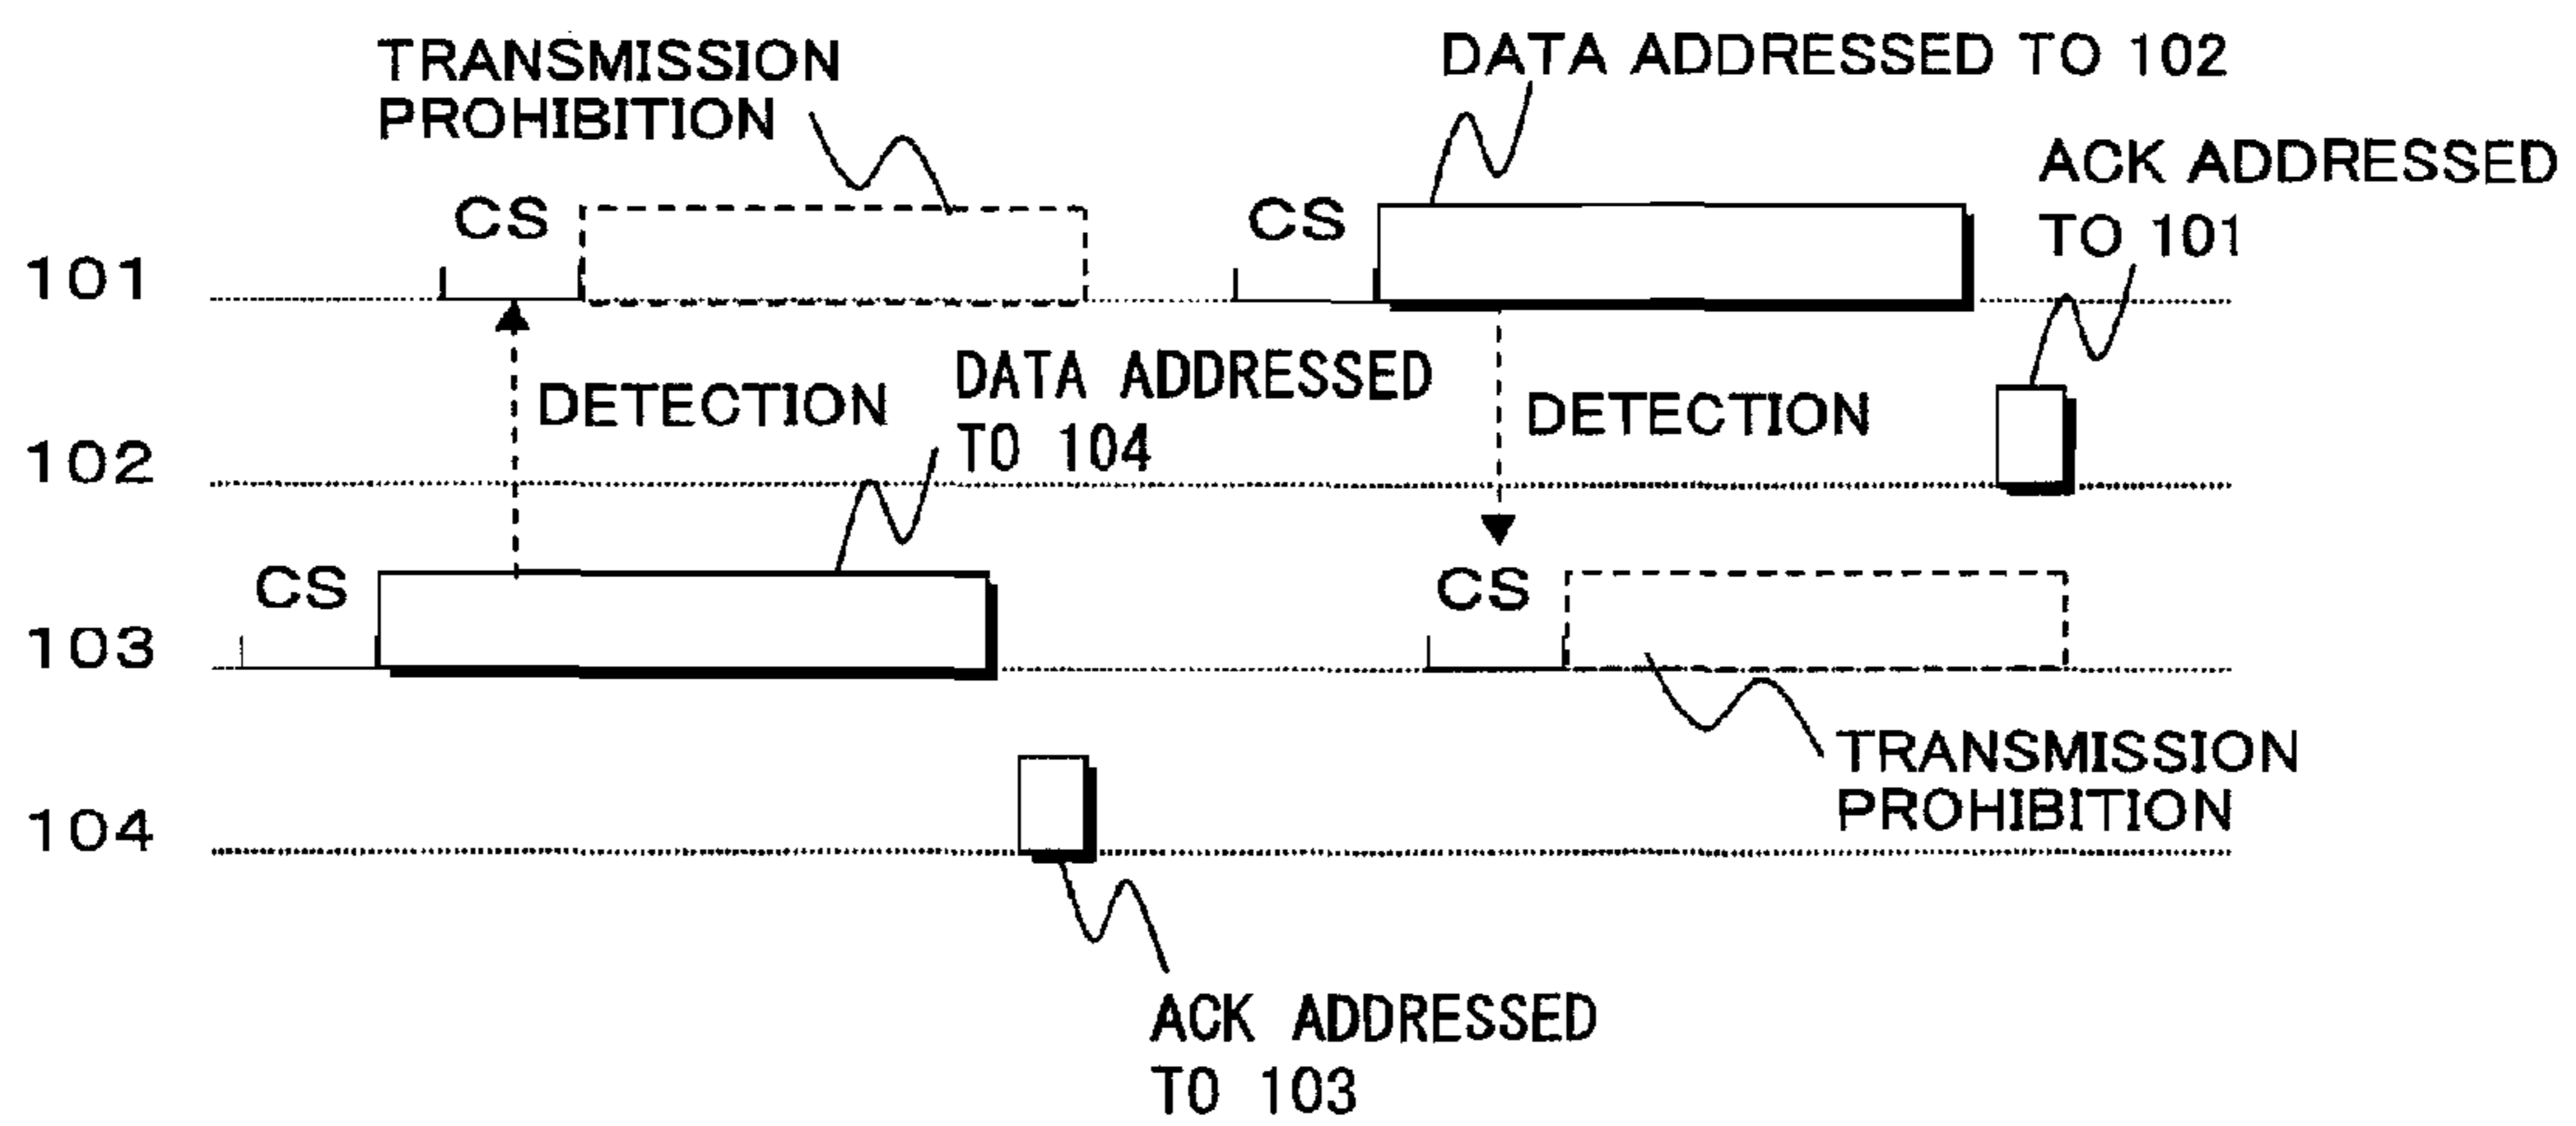 TRANSMISSION
PROHIBITION
DATA ADDRESSED TO 102
ACK ADDRESSED
TO 101
CS
CS
101
DETECTION
DATA ADDRESSED
TO 104
DETECTION
102
CS
CS
103
TRANSMISSION
PROHIBITION
104
ACK ADDRESSED
TO 103